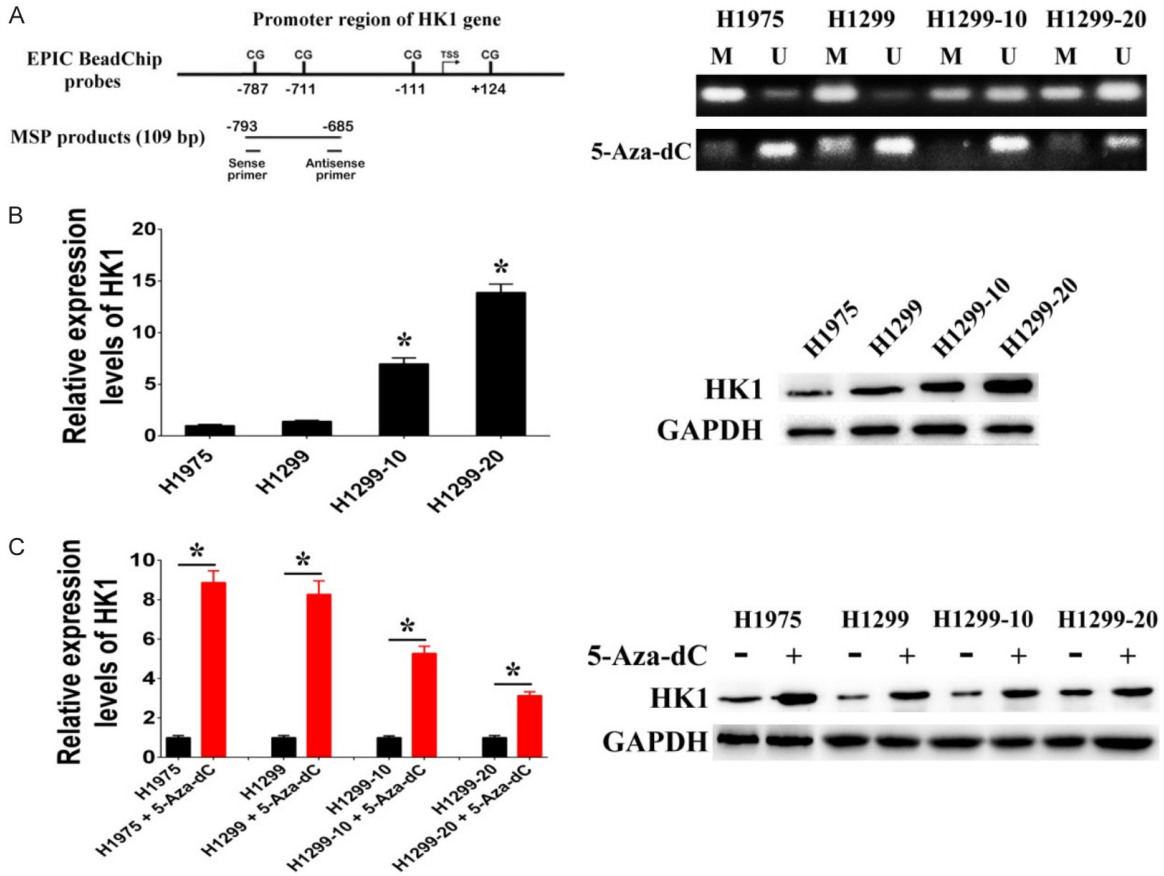 A
Promoter region of HK1 gene
EPIC BeadChip
probes
CG CG CG TSS CG
-787 -711 -111 +124
MSP products (109 bp)
-793 -685
Sense
primer
Antisense
primer
H1975 H1299 H1299-10 H1299-20
M U M U M U M U
5-Aza-dC
B
Relative expression
levels of HK1
20
15
10
5
0
* *
H1975 H1299 H1299-10 H1299-20
H1975 H1299 H1299-10 H1299-20
HK1
GAPDH
C
Relative expression
levels of HK1
10
8
6
4
2
0
* * * *
H1975
H1975 + 5-Aza-dC
H1299
H1299 + 5-Aza-dC
H1299-10
H1299-10 + 5-Aza-dC
H1299-20
H1299-20 + 5-Aza-dC
H1975 H1299 H1299-10 H1299-20
5-Aza-dC - + - + - + - +
HK1
GAPDH